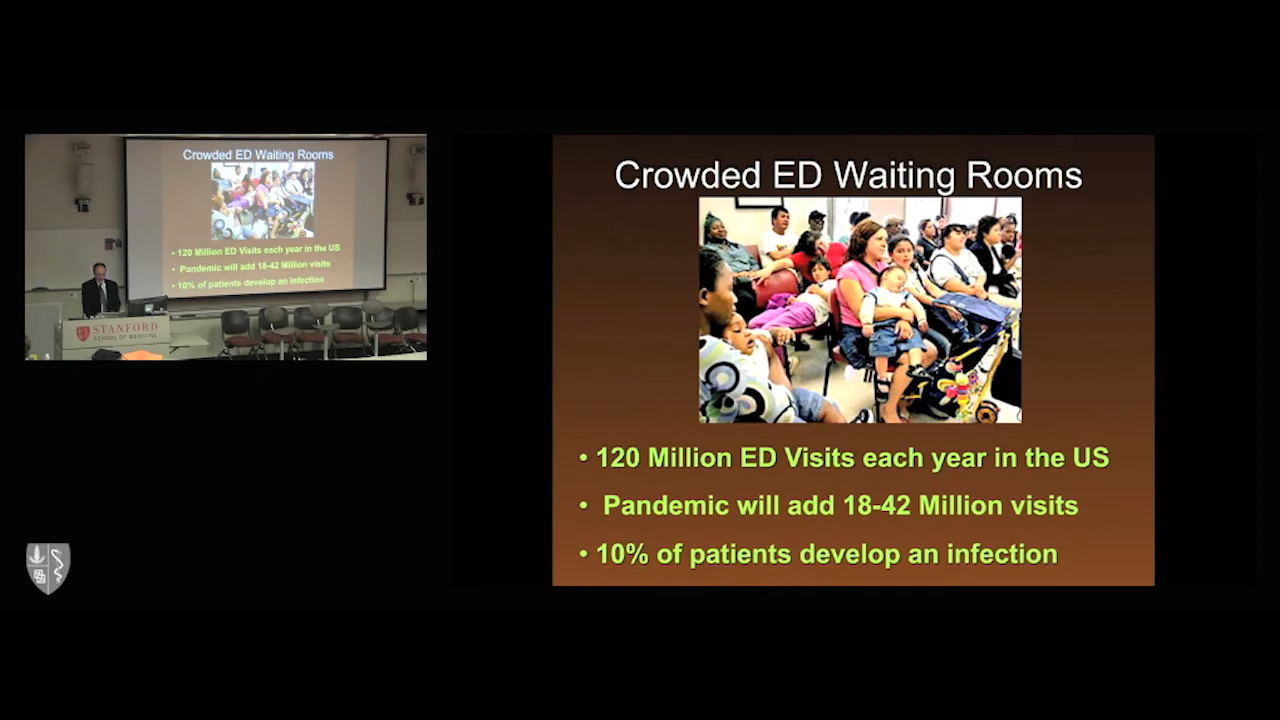 Crowded ED Waiting Rooms
• 120 Million ED Visits each year in the US
• Pandemic will add 18-42 Million visits
• 10% of patients develop an infection
STANFORD
SCHOOL OF MEDICINE
Crowded ED Waiting Rooms
• 120 Million ED Visits each year in the US
• Pandemic will add 18-42 Million visits
• 10% of patients develop an infection